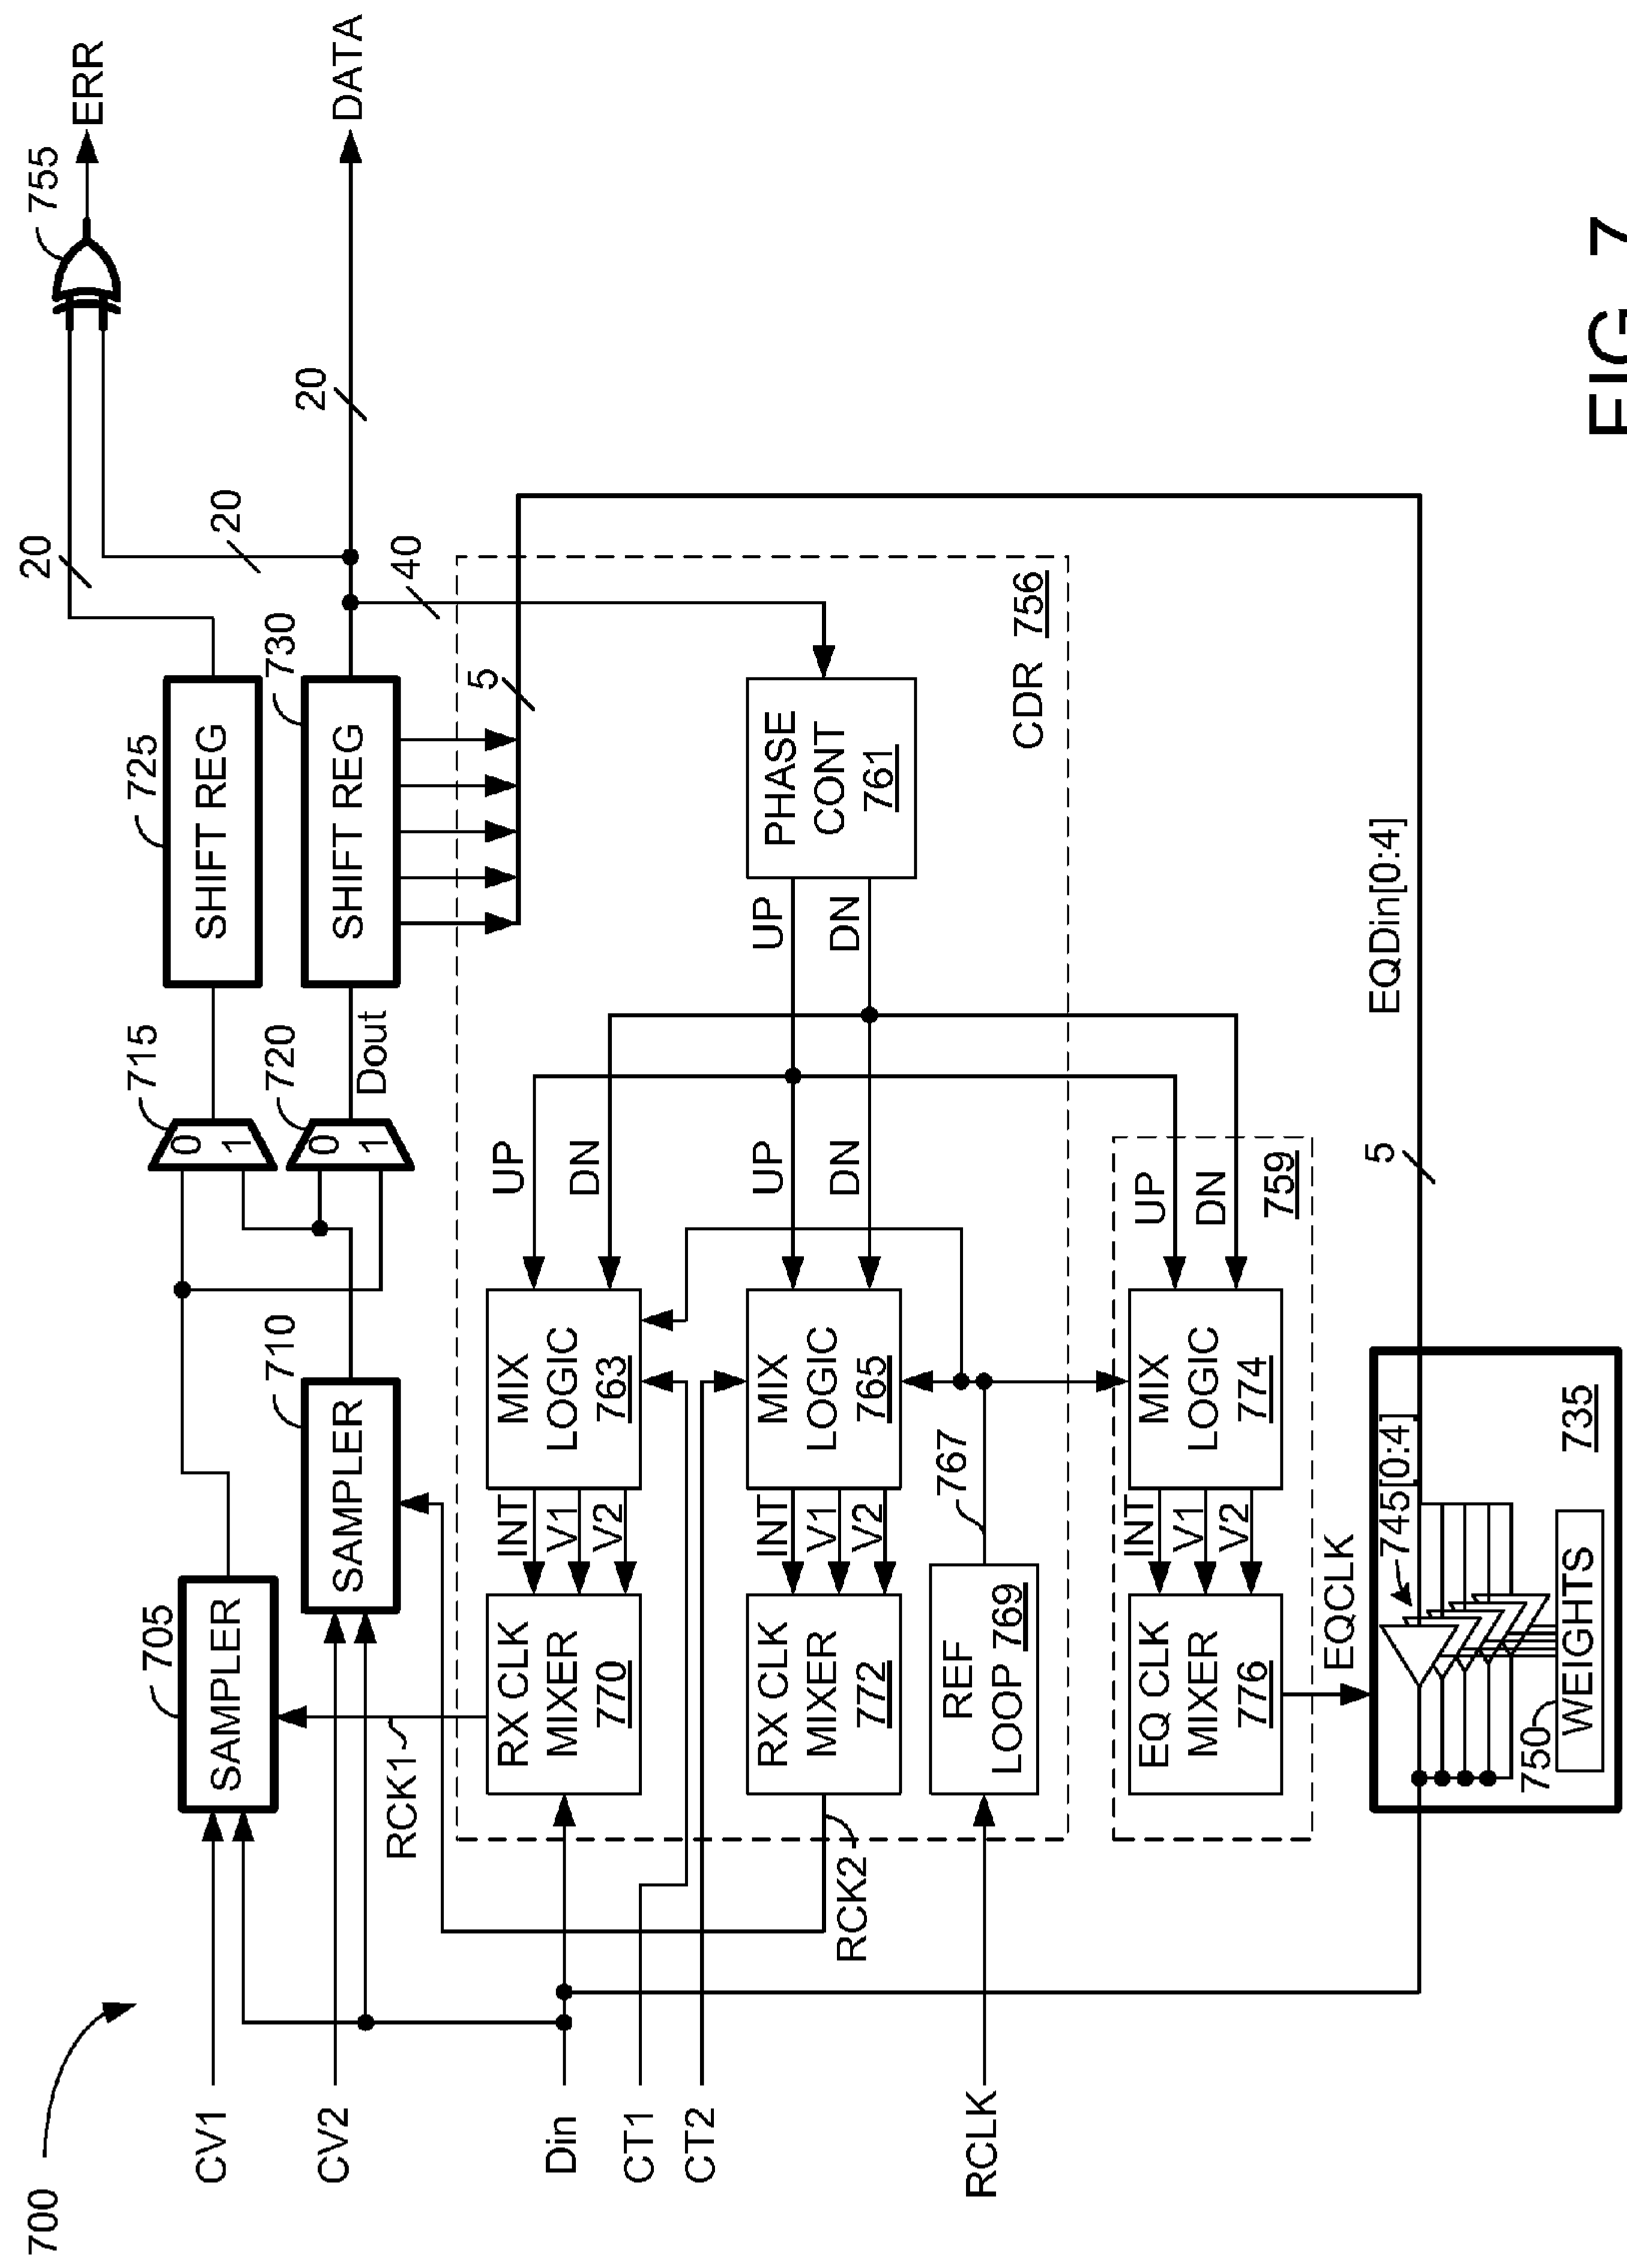 700
CV1
CV2
Din
CT1
CT2
RCLK
705
SAMPLER
710
SAMPLER
RCK1
RCK2
715
0
1
720
0
1
Dout
725
SHIFT REG
730
SHIFT REG
20
20
20
40
5
755
ERR
DATA
RX CLK
MIXER
770
INT
V1
V2
MIX
LOGIC
763
UP
DN
RX CLK
MIXER
772
INT
V1
V2
MIX
LOGIC
765
UP
DN
UP
DN
PHASE
CONT
761
CDR 756
REF
LOOP 769
767
EQ CLK
MIXER
776
INT
V1
V2
MIX
LOGIC
774
UP
DN
759
EQCLK
745[0:4]
750
WEIGHTS
735
5
EQDin[0:4]
FIG. 7